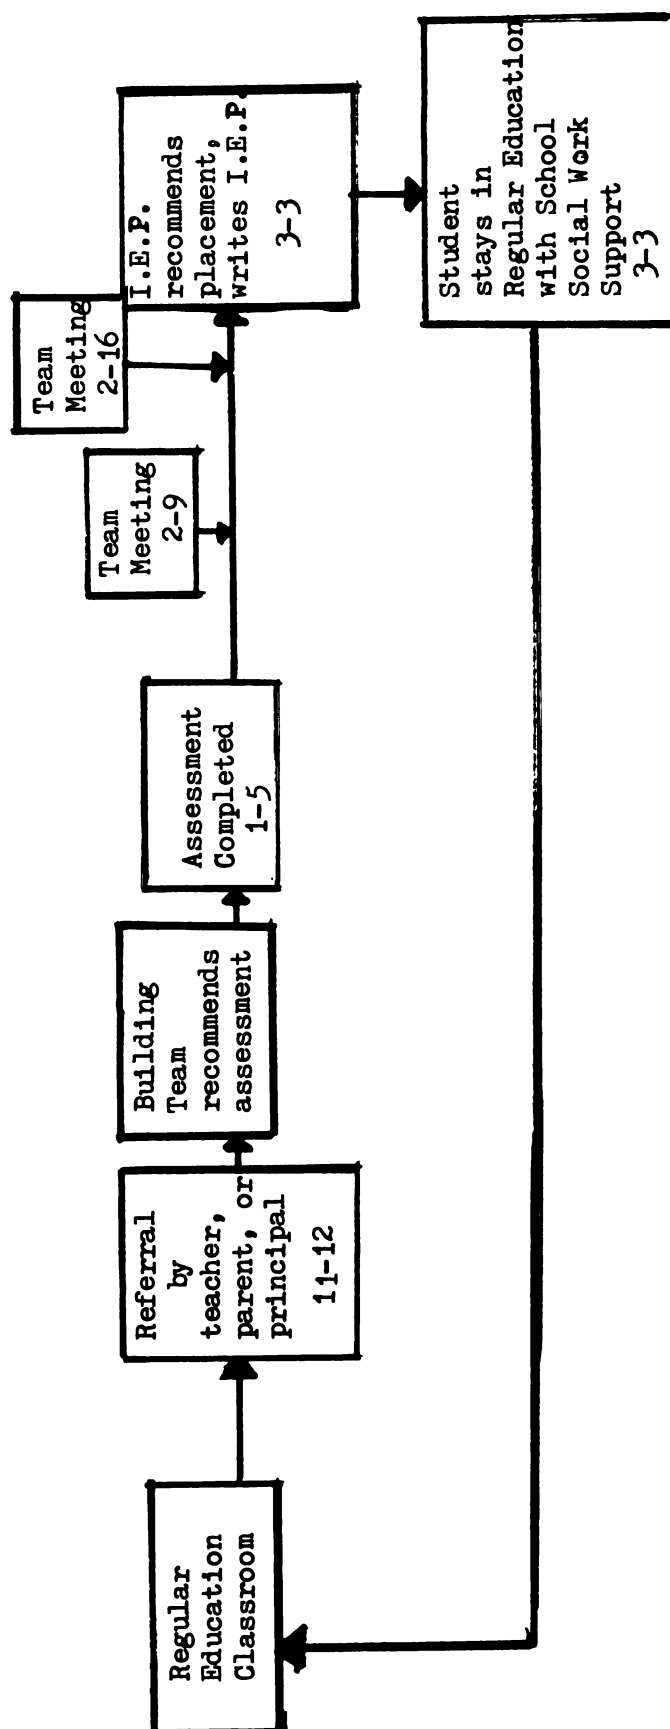 Regular
Education
Classroom
Referral
by
teacher,
parent, or
principal
11-12
Building
Team
recommends
assessment
Assessment
Completed
1-5
Team
Meeting
2-9
Team
Meeting
2-16
I.E.P.
recommends
placement,
writes I.E.P.
3-3
Student
stays in
Regular Education
with School
Social Work
Support
3-3